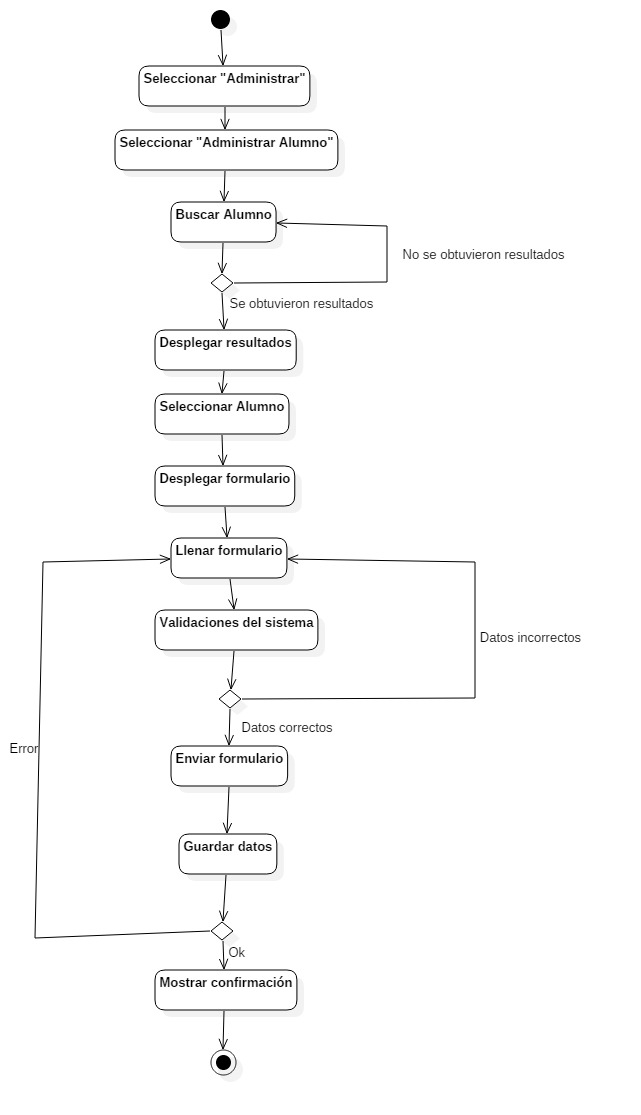 Seleccionar "Administrar"
Seleccionar "Administrar Alumno"
Buscar Alumno
No se obtuvieron resultados
Se obtuvieron resultados
Desplegar resultados
Seleccionar Alumno
Desplegar formulario
Llenar formulario
Validaciones del sistema
Datos incorrectos
Datos correctos
Error
Enviar formulario
Guardar datos
Ok
Mostrar confirmación